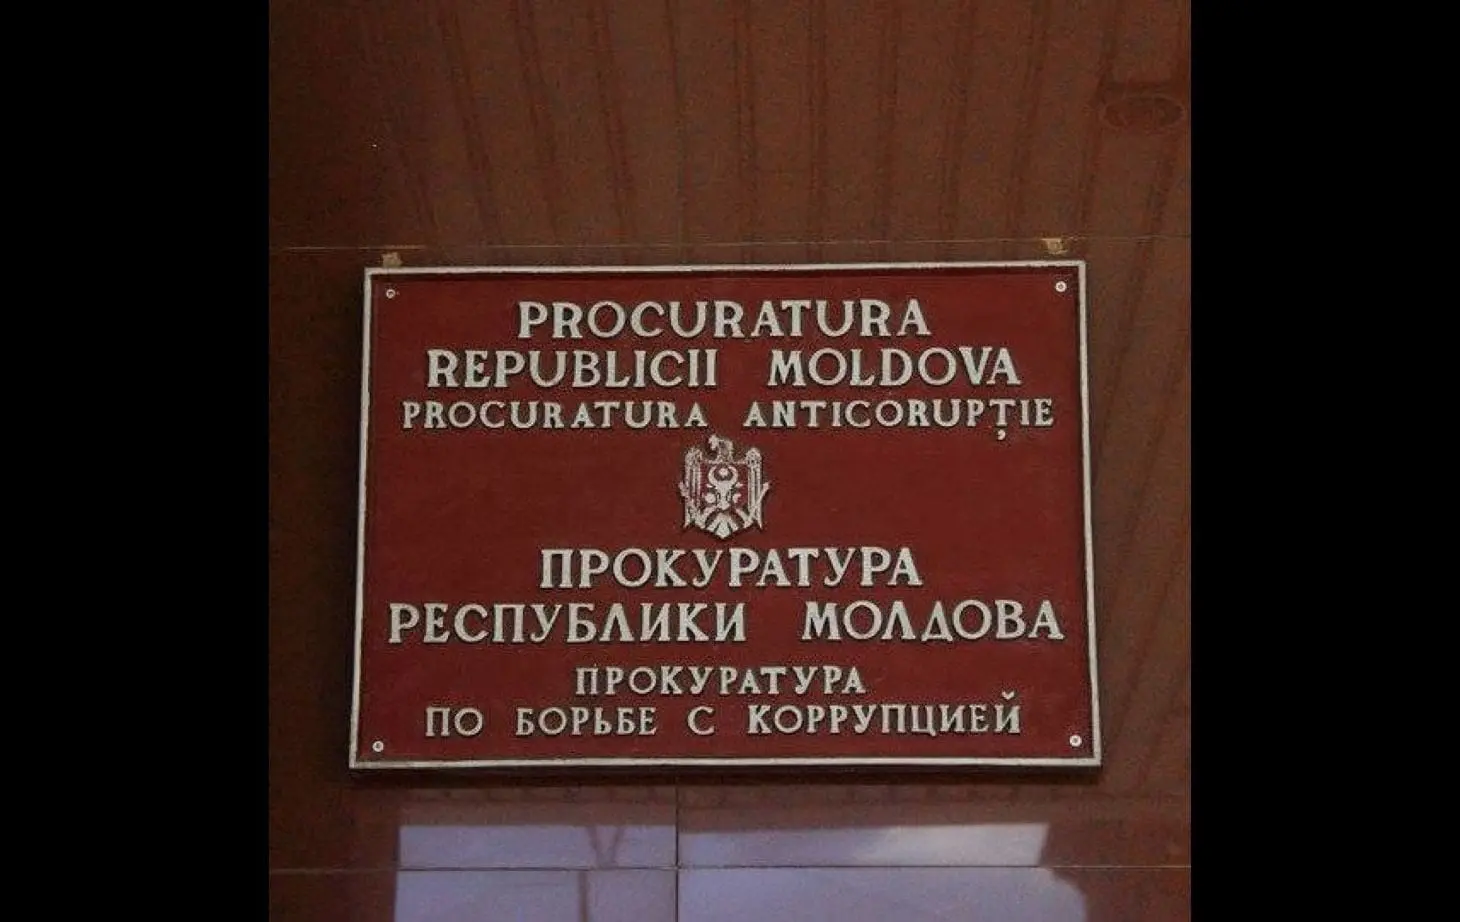 PROCURATURA
REPUBLICII MOLDOVA
PROCURATURA ANTICORUPȚIE
ПРОКУРАТУРА
РЕСПУБЛИКИ МОЛДОВА
ПРОКУРАТУРА
ПО БОРЬБЕ С КОРРУПЦИЕЙ